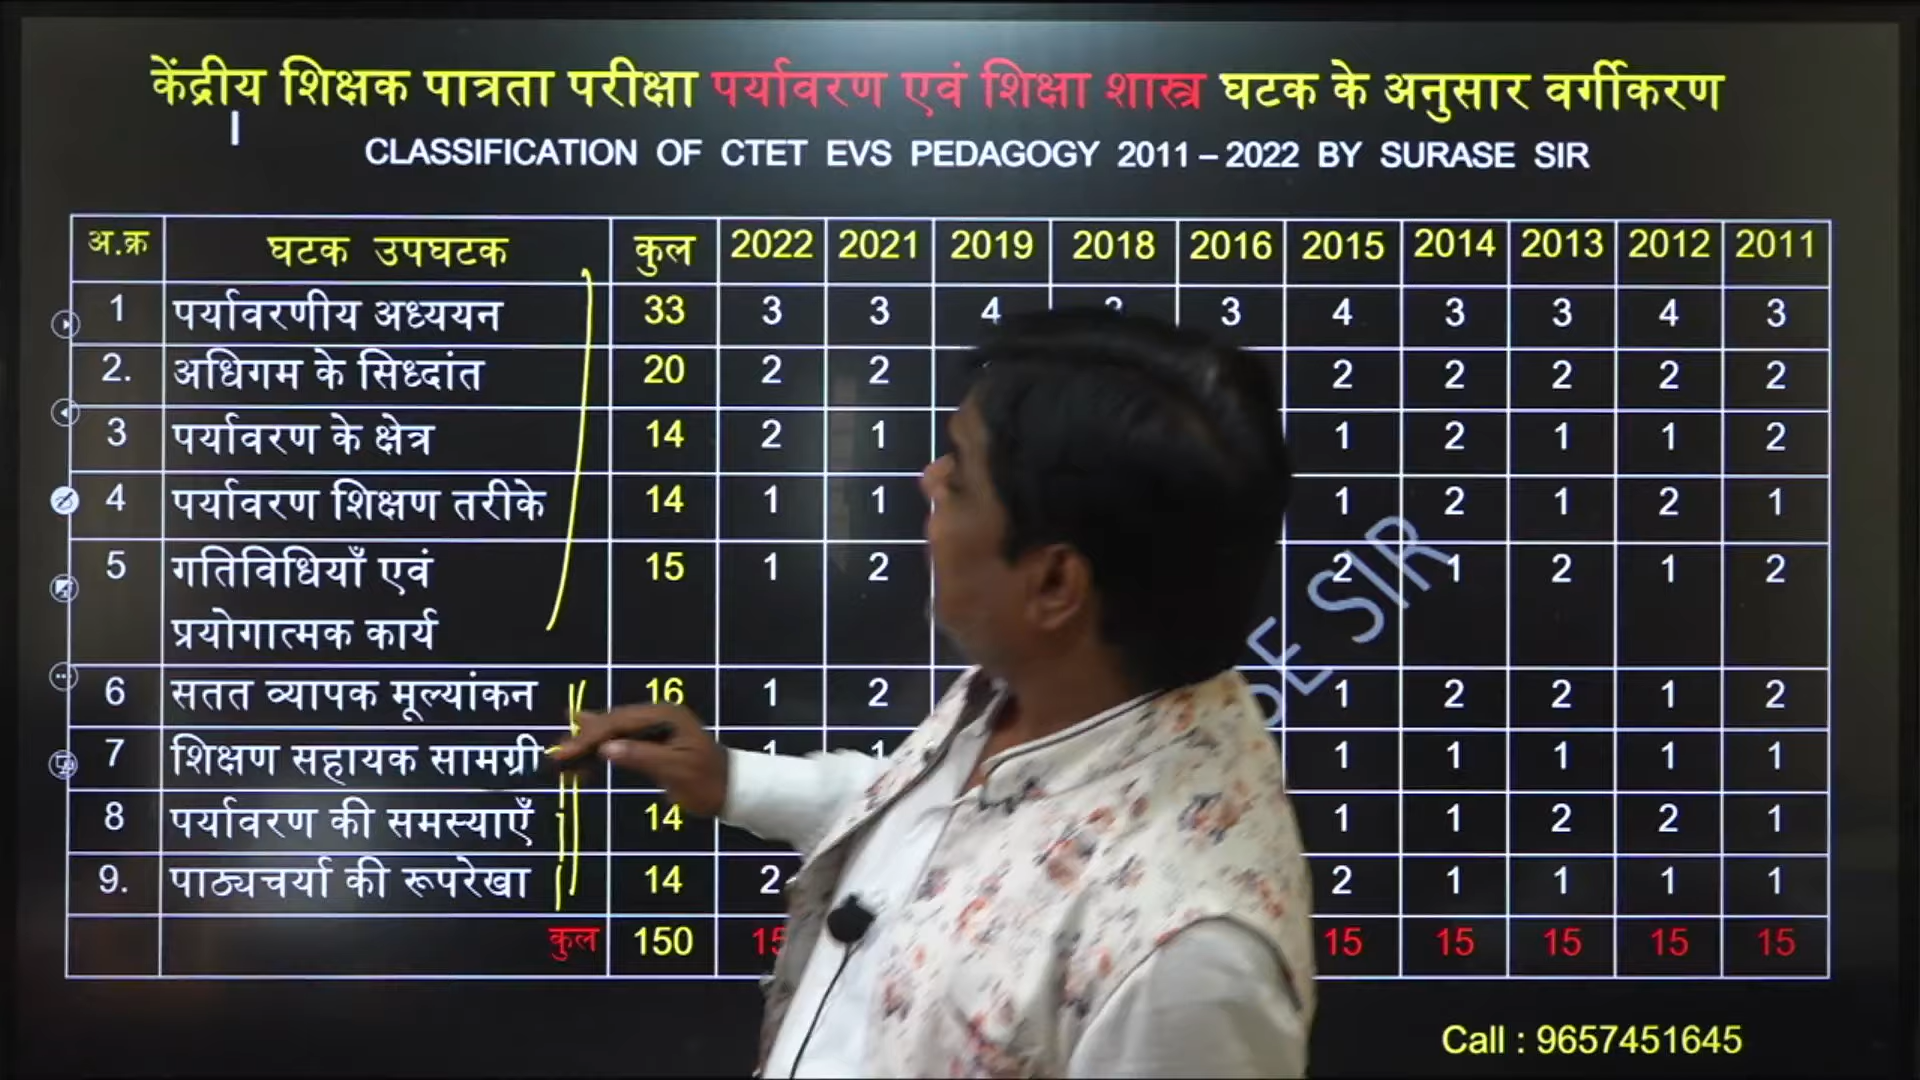 केंद्रीय शिक्षक पात्रता परीक्षा पर्यावरण एवं शिक्षा शास्त्र घटक के अनुसार वर्गीकरण
CLASSIFICATION OF CTET EVS PEDAGOGY 2011 – 2022 BY SURASE SIR
अ.क्र घटक उपघटक कुल 2022 2021 2019 2018 2016 2015 2014 2013 2012 2011
1 पर्यावरणीय अध्ययन 33 3 3 4 3 4 3 3 4 3
2. अधिगम के सिध्दांत 20 2 2 2 2 2 2 2
3 पर्यावरण के क्षेत्र 14 2 1 1 2 1 1 2
4 पर्यावरण शिक्षण तरीके 14 1 1 1 2 1 2 1
5 गतिविधियाँ एवं 15 1 2 2 1 2 1 2
प्रयोगात्मक कार्य
6 सतत व्यापक मूल्यांकन 16 1 2 1 2 2 1 2
7 शिक्षण सहायक सामग्री 1 1 1 1 1 1 1
8 पर्यावरण की समस्याएँ 14 1 1 2 2 1
9. पाठ्यचर्या की रूपरेखा 14 2 2 1 1 1 1
कुल 150 15 15 15 15 15 15
SE SIR
Call : 9657451645